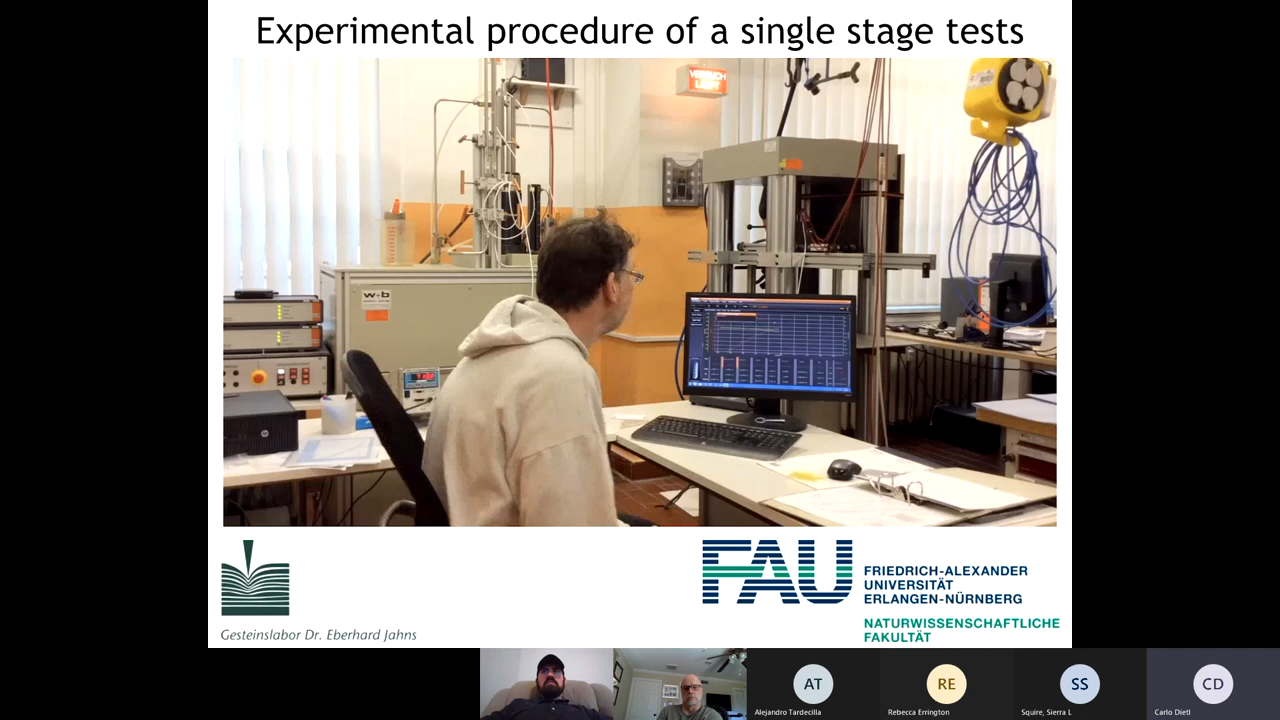 Experimental procedure of a single stage tests
VERSUCH
LÄUFT
w+b
FAU
FRIEDRICH-ALEXANDER
UNIVERSITÄT
ERLANGEN-NÜRNBERG
NATURWISSENSCHAFTLICHE
FAKULTÄT
Gesteinslabor Dr. Eberhard Jahns
AT
RE
SS
CD
Alejandro Tardecilla
Rebecca Errington
Squire, Sierra L
Carlo Dietl